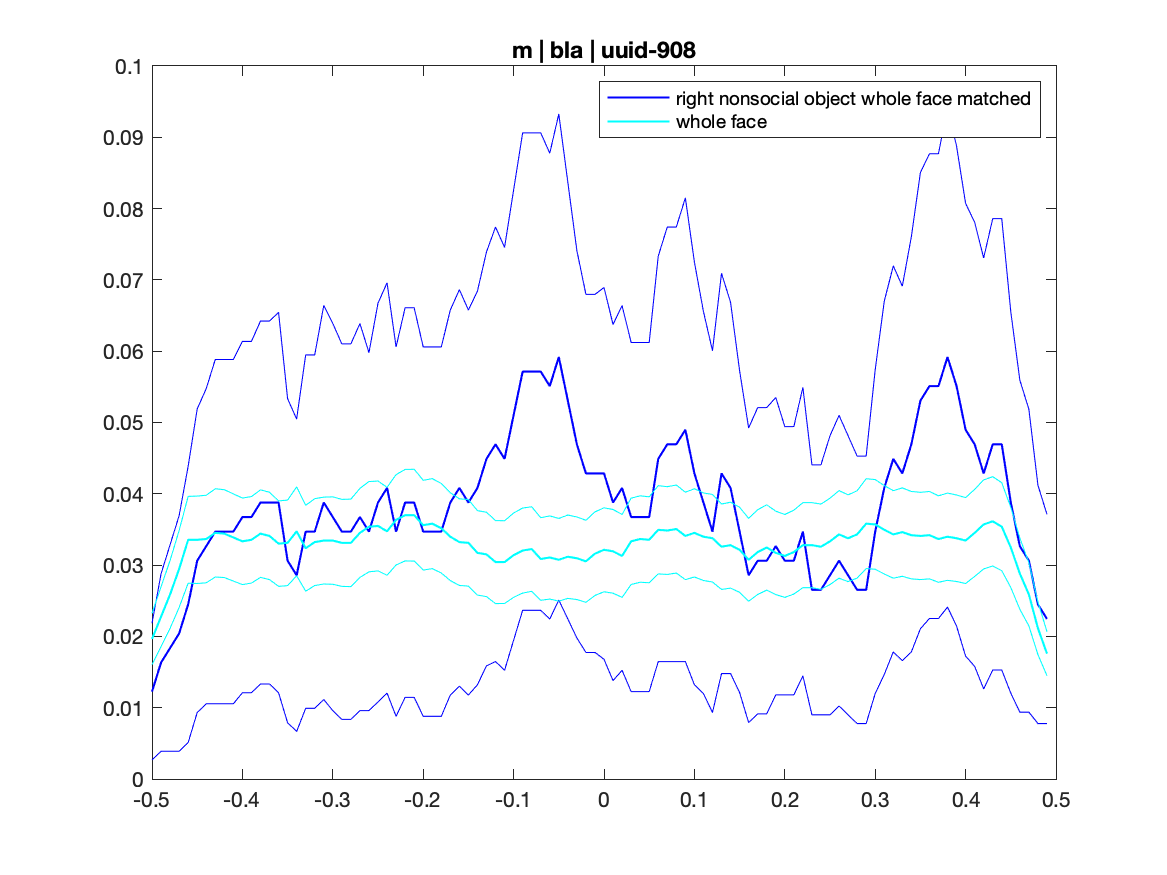 m | bla | uuid-908
right nonsocial object whole face matched
whole face
0.1
0.09
0.08
0.07
0.06
0.05
0.04
0.03
0.02
0.01
0
-0.5 -0.4 -0.3 -0.2 -0.1 0 0.1 0.2 0.3 0.4 0.5